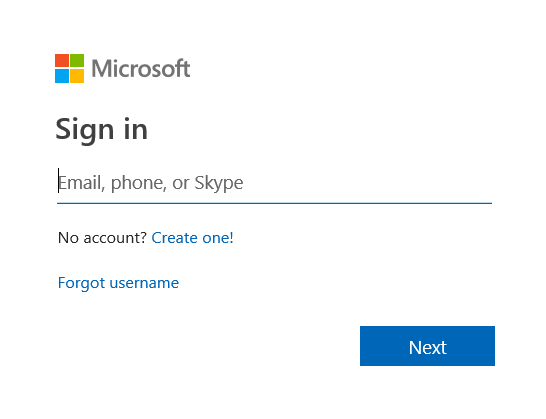 Microsoft
Sign in
Email, phone, or Skype
No account? Create one!
Forgot username
Next